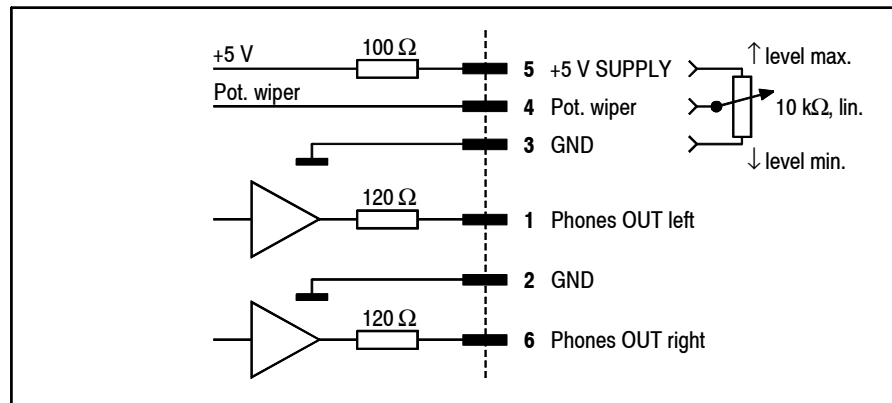 +5 V
100 Ω
5 +5 V SUPPLY
↑ level max.
Pot. wiper
4 Pot. wiper
10 kΩ, lin.
3 GND
↓ level min.
120 Ω
1 Phones OUT left
2 GND
120 Ω
6 Phones OUT right